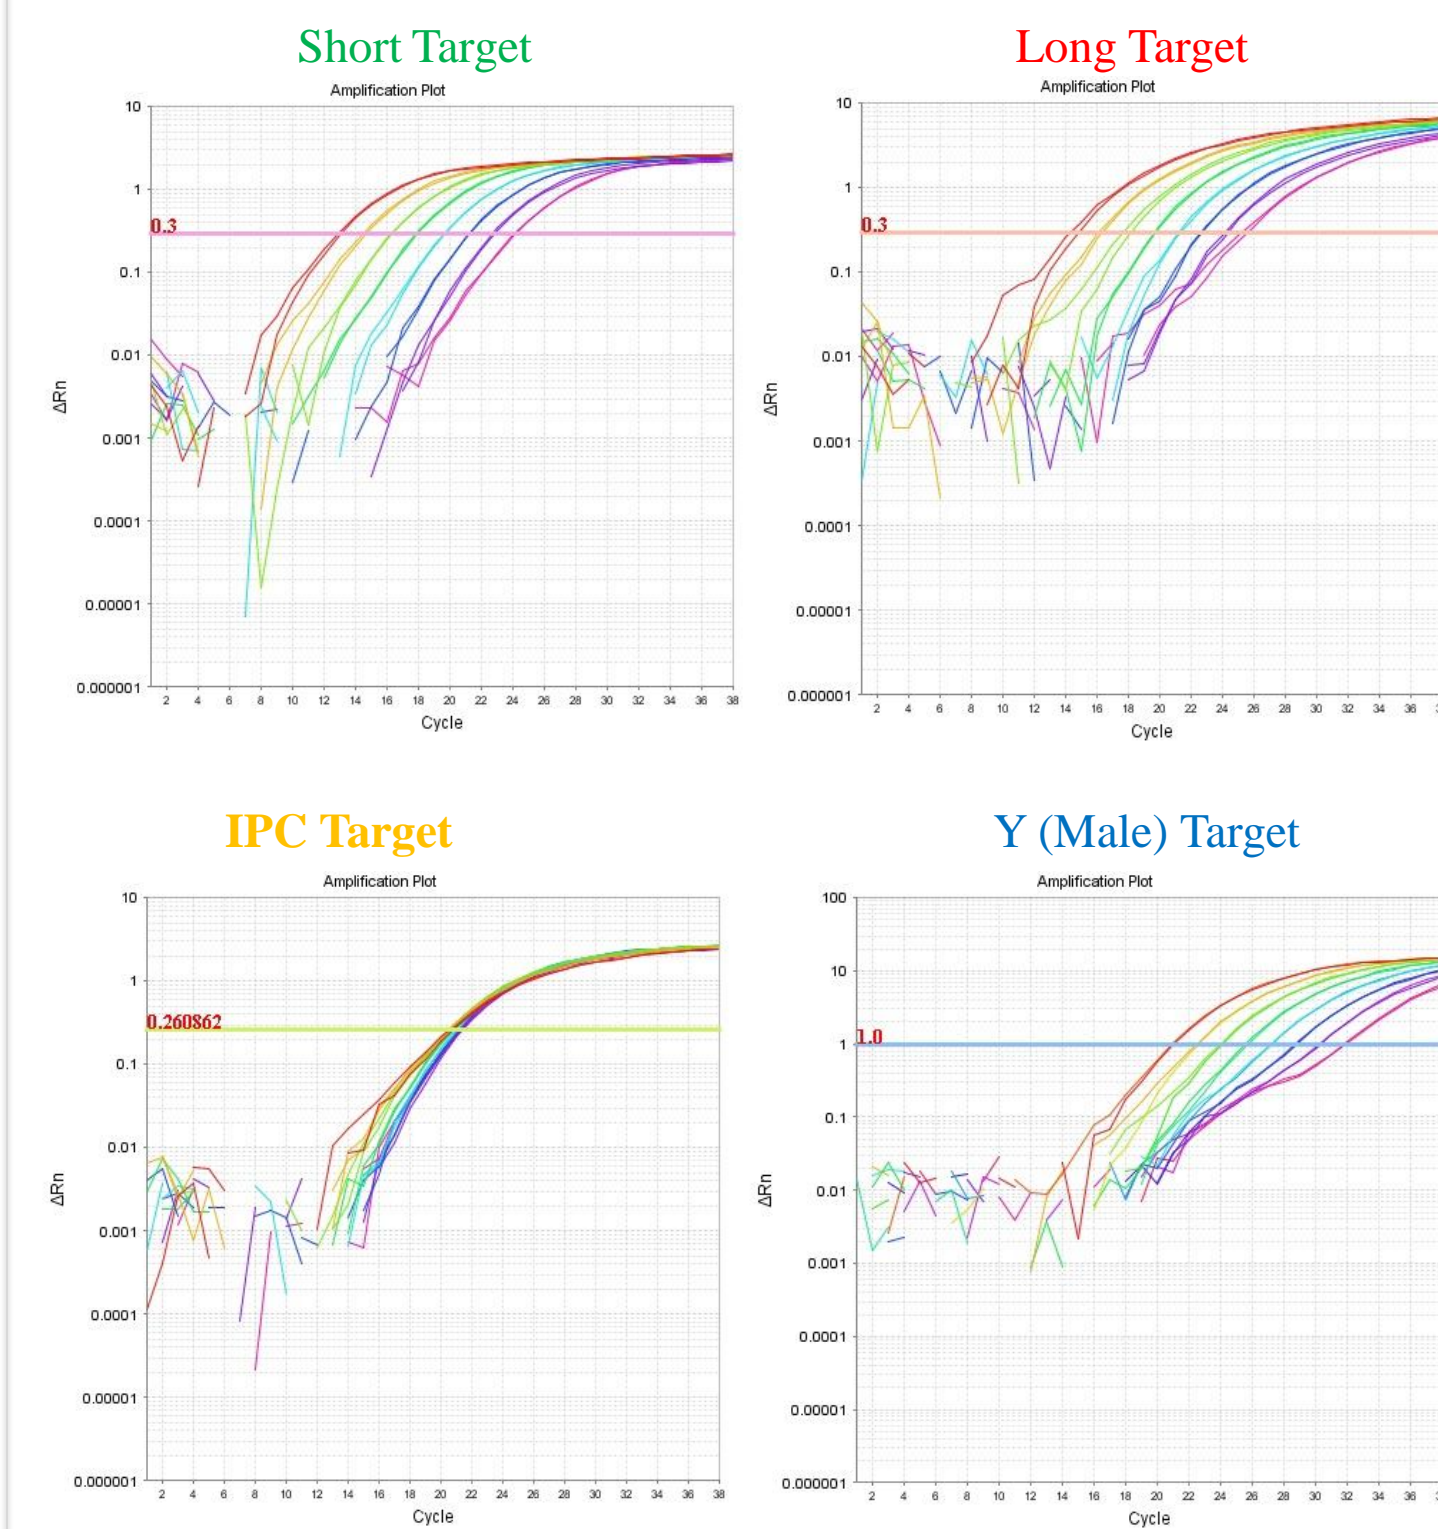 Short Target
Amplification Plot
10
1
0.3
0.1
0.01
0.001
0.0001
0.00001
0.000001
ΔRn
2 4 6 8 10 12 14 16 18 20 22 24 26 28 30 32 34 36 38
Cycle
Long Target
Amplification Plot
10
1
0.3
0.1
0.01
0.001
0.0001
0.00001
0.000001
ΔRn
2 4 6 8 10 12 14 16 18 20 22 24 26 28 30 32 34 36
Cycle
IPC Target
Amplification Plot
10
1
0.260862
0.1
0.01
0.001
0.0001
0.00001
0.000001
ΔRn
2 4 6 8 10 12 14 16 18 20 22 24 26 28 30 32 34 36 38
Cycle
Y (Male) Target
Amplification Plot
100
10
1
1.0
0.1
0.01
0.001
0.0001
0.00001
0.000001
ΔRn
2 4 6 8 10 12 14 16 18 20 22 24 26 28 30 32 34 36
Cycle